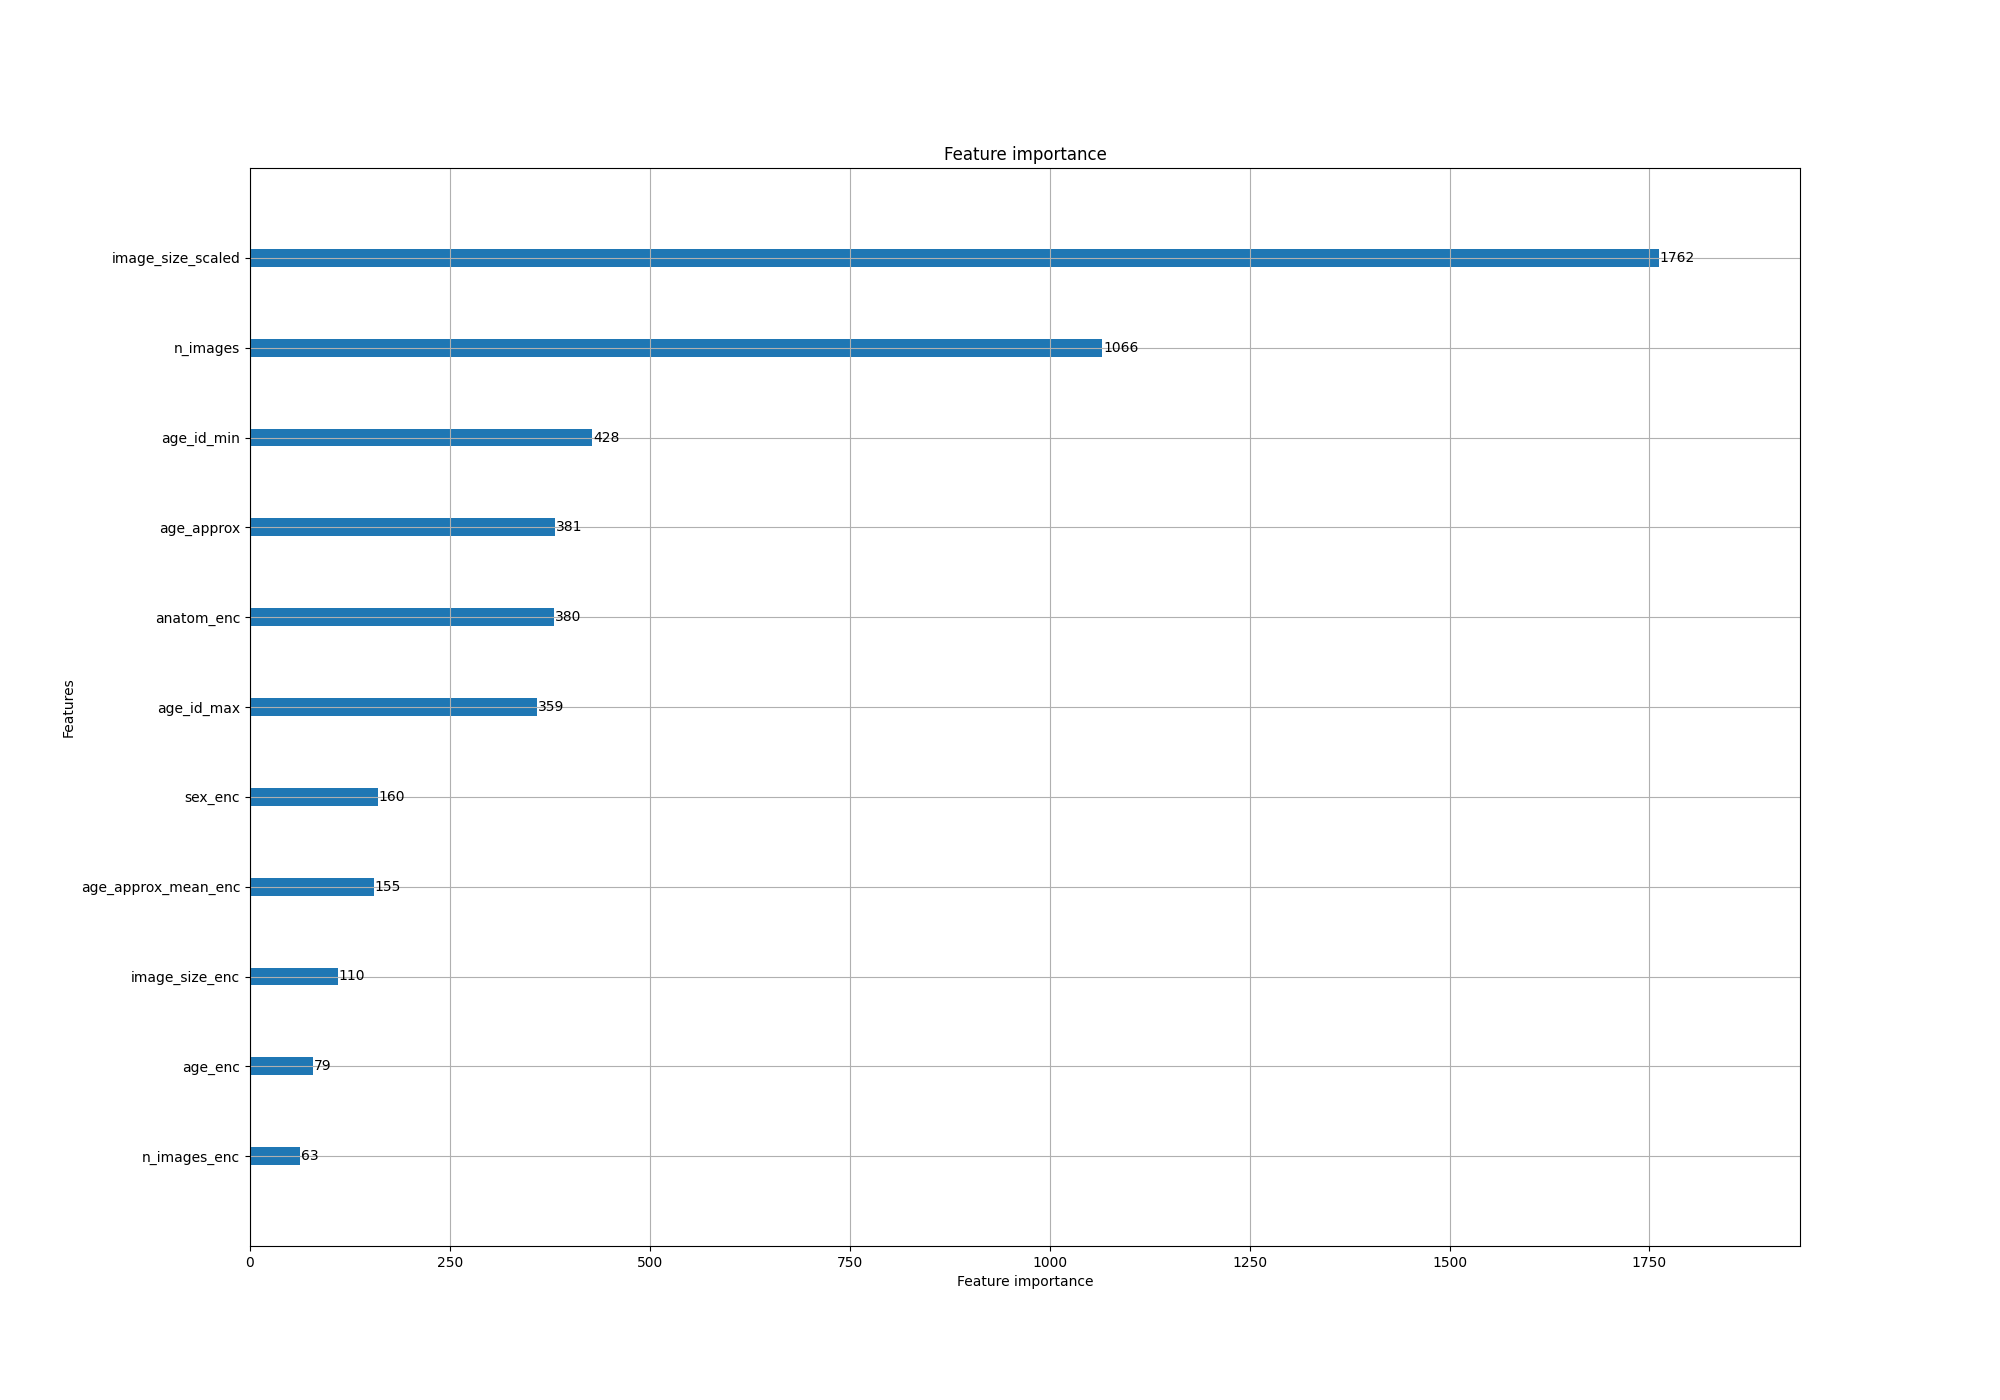 Feature importance
image_size_scaled 1762
n_images 1066
age_id_min 428
age_approx 381
anatom_enc 380
age_id_max 359
sex_enc 160
age_approx_mean_enc 155
image_size_enc 110
age_enc 79
n_images_enc 63
Features
0 250 500 750 1000 1250 1500 1750
Feature importance